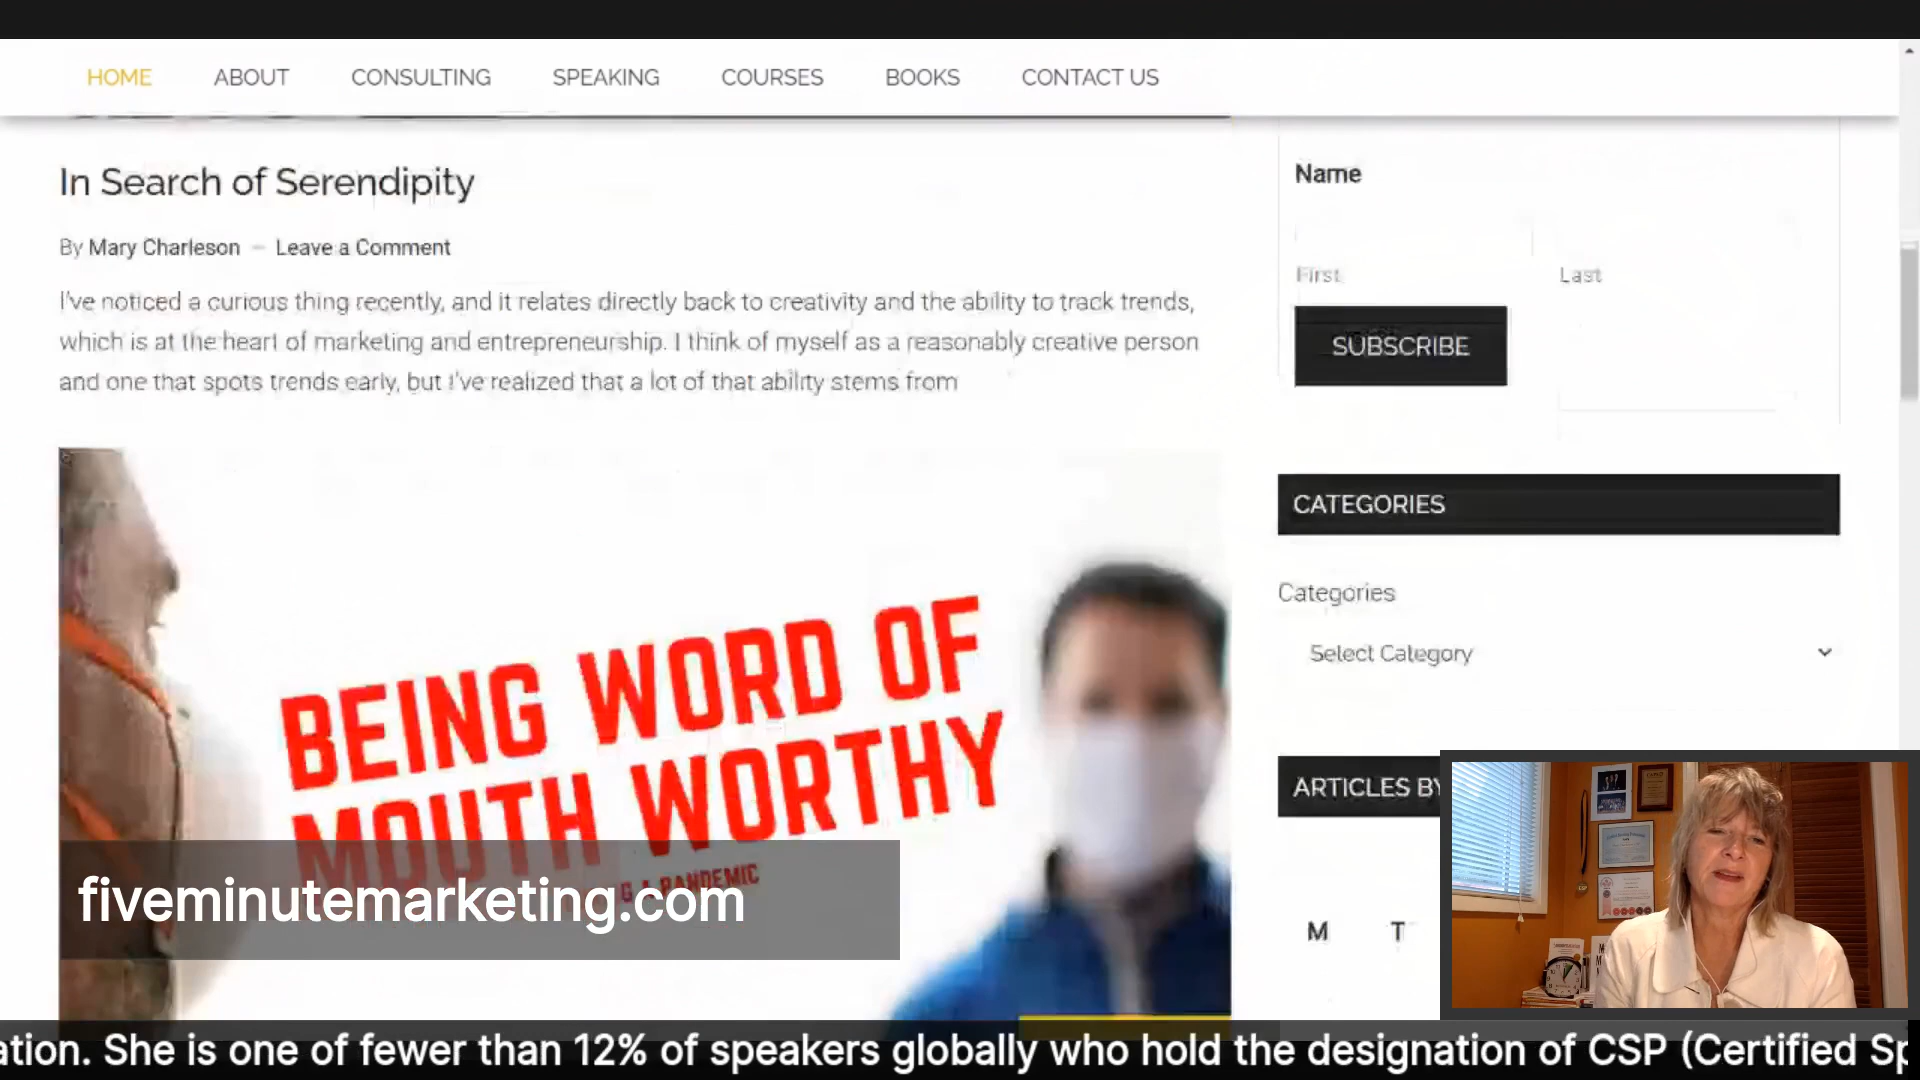 HOME ABOUT CONSULTING SPEAKING COURSES BOOKS CONTACT US
In Search of Serendipity
By Mary Charleson — Leave a Comment
I've noticed a curious thing recently, and it relates directly back to creativity and the ability to track trends,
which is at the heart of marketing and entrepreneurship. I think of myself as a reasonably creative person
and one that spots trends early, but I've realized that a lot of that ability stems from
Name
First Last
SUBSCRIBE
CATEGORIES
Categories
Select Category
ARTICLES BY
M T
BEING WORD OF
MOUTH WORTHY
G A PANDEMIC
fiveminutemarketing.com
ation. She is one of fewer than 12% of speakers globally who hold the designation of CSP (Certified Sp